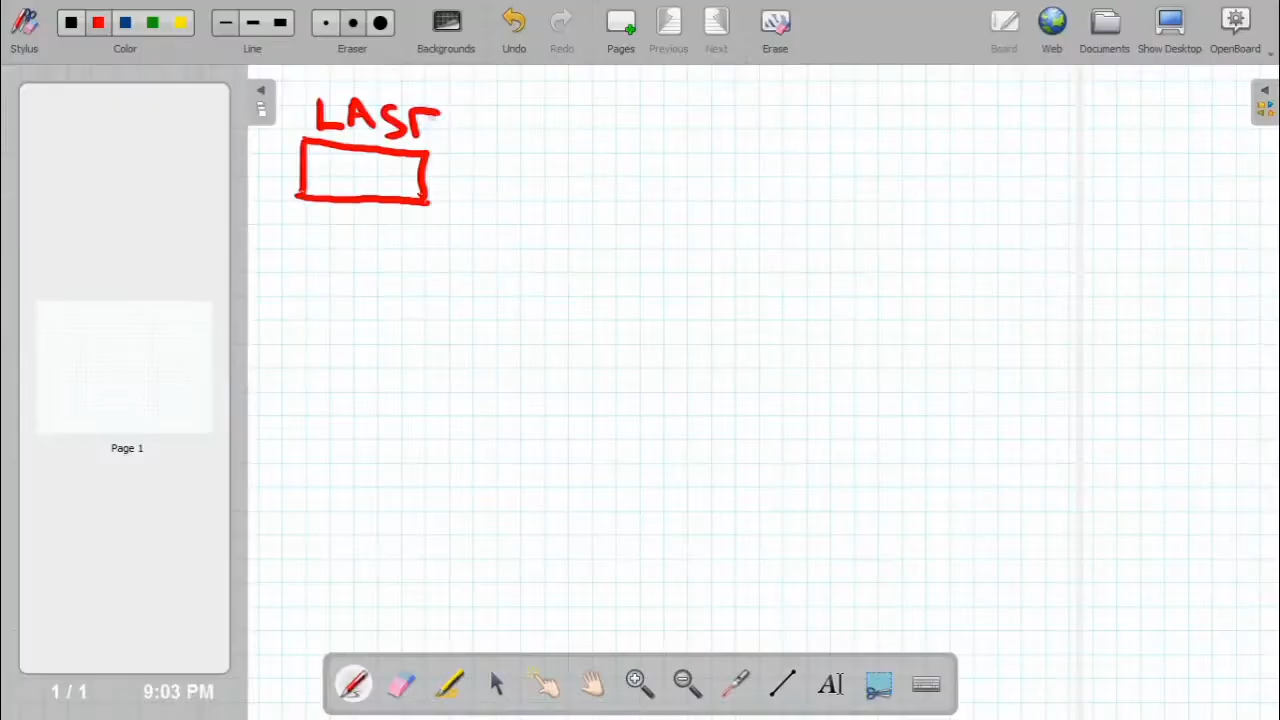 Stylus
Color
Line
Eraser
Backgrounds
Undo
Redo
Pages
Previous
Next
Erase
Board
Web
Documents
Show Desktop
OpenBoard
LAST
Page 1
1 / 1
9:03 PM
A